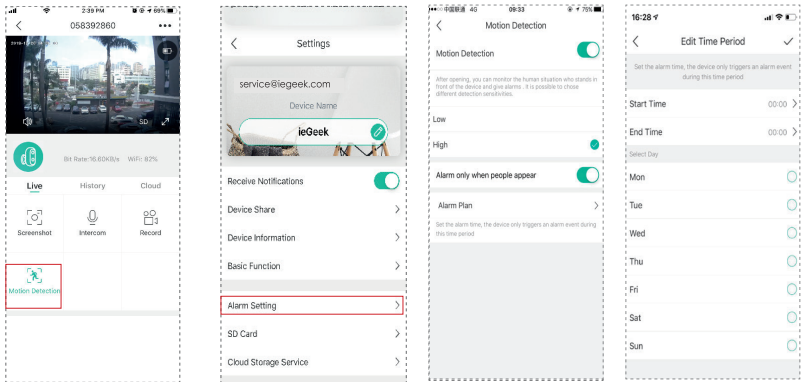 2:39 PM
69%
058392860
SD
Bit Rate:16.60KB/s WiFi: 82%
Live History Cloud
Screenshot Intercom Record
Motion Detection
Settings
service@iegeek.com
Device Name
ieGeek
Receive Notifications
Device Share
Device Information
Basic Function
Alarm Setting
SD Card
Cloud Storage Service
中国联通 4G 09:33 75%
Motion Detection
Motion Detection
After opening, you can monitor the human situation who stands in
front of the device and give alarms . It is possible to chose
different detection sensitivities.
Low
High
Alarm only when people appear
Alarm Plan
Set the alarm time, the device only triggers an alarm event during
this time period
16:28
Edit Time Period
Set the alarm time, the device only triggers an alarm event
during this time period
Start Time 00:00
End Time 00:00
Select Day
Mon
Tue
Wed
Thu
Fri
Sat
Sun